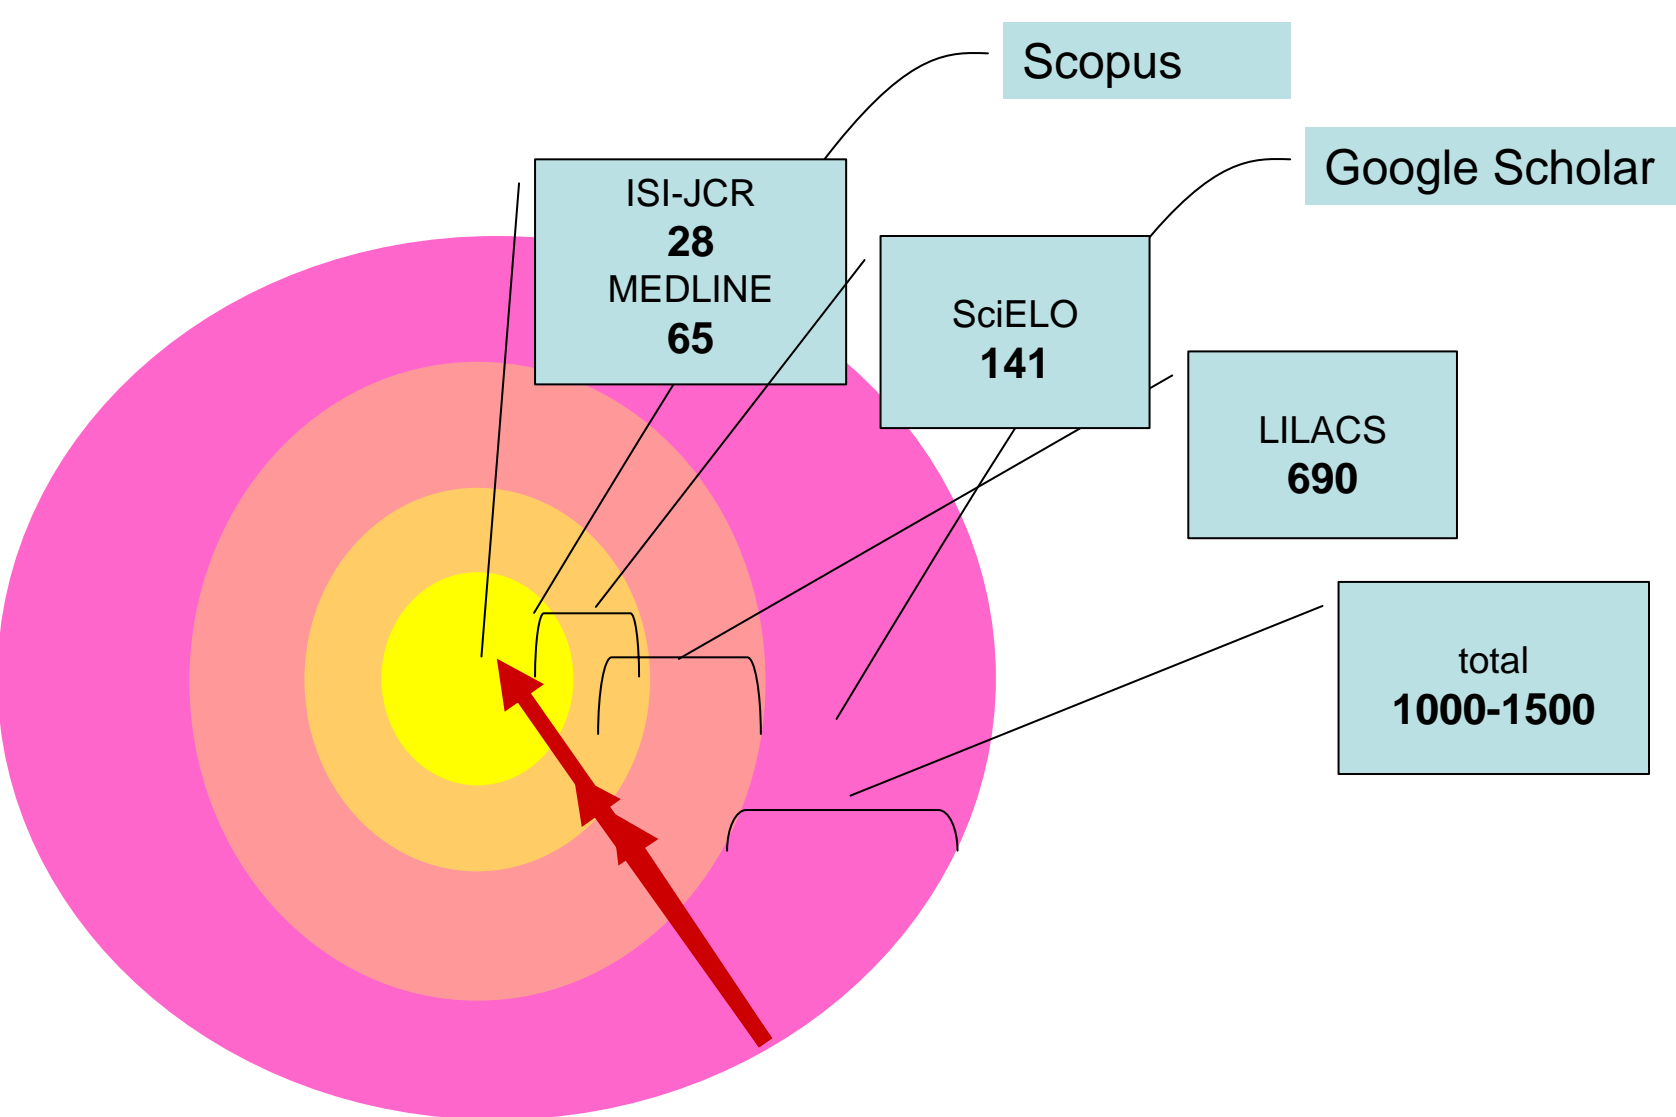 Scopus
Google Scholar
ISI-JCR
28
MEDLINE
65
SciELO
141
LILACS
690
total
1000-1500